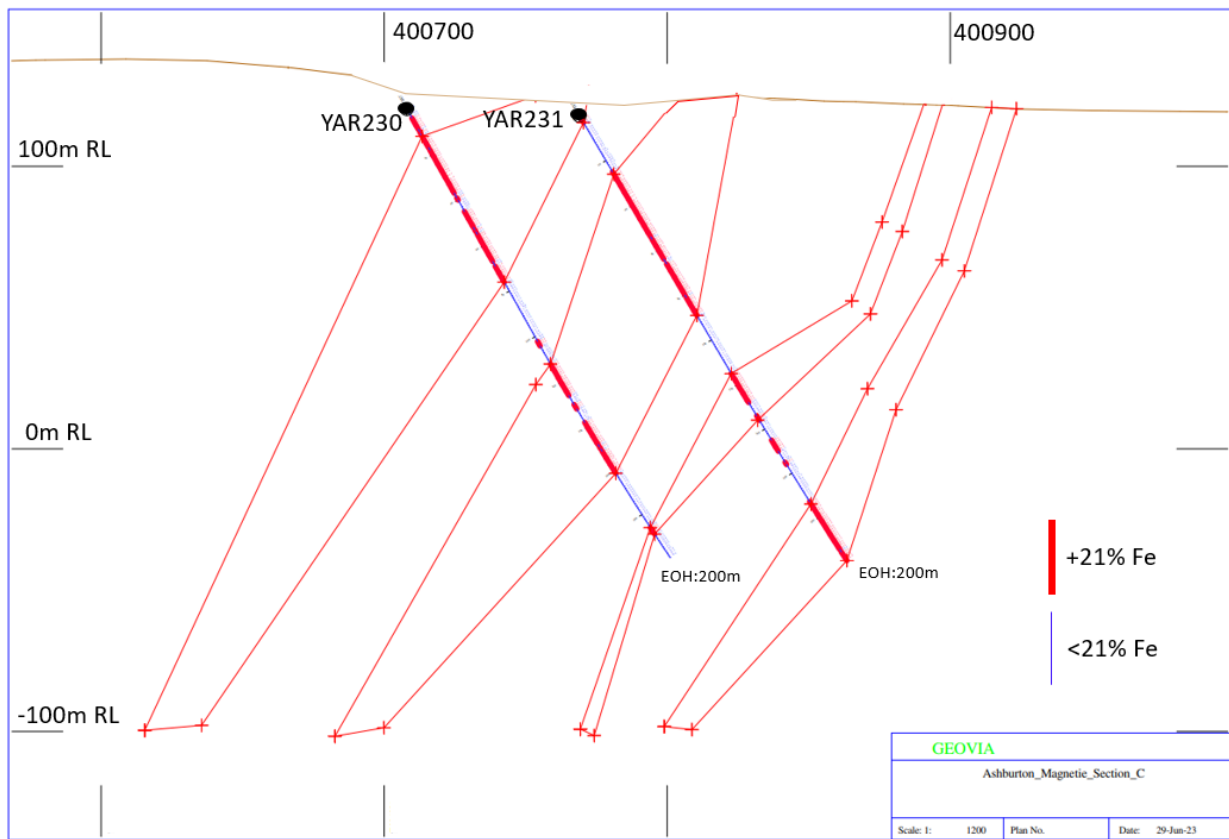 400700
400900
YAR230
YAR231
100m RL
0m RL
EOH:200m
EOH:200m
+21% Fe
<21% Fe
-100m RL
GEOVIA
Ashburton_Magnetie_Section_C
Scale: 1: 1200 Plan No. Date: 29-Jun-23